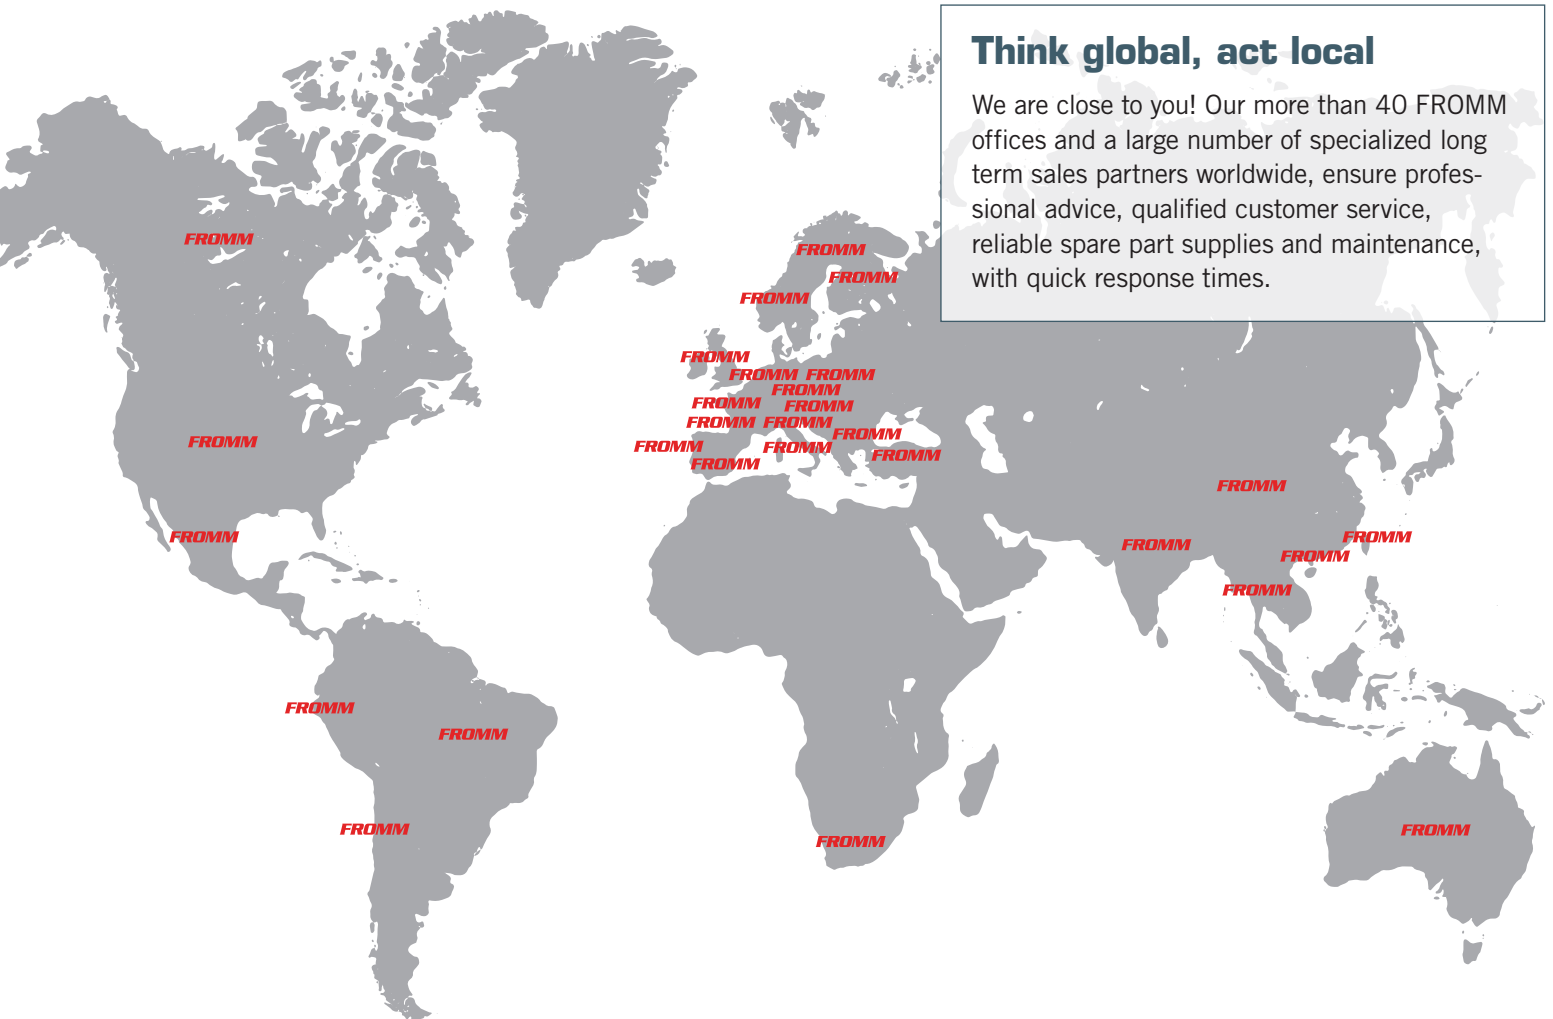 Think global, act local
We are close to you! Our more than 40 FROMM
offices and a large number of specialized long
term sales partners worldwide, ensure profes-
sional advice, qualified customer service,
reliable spare part supplies and maintenance,
with quick response times.
FROMM
FROMM
FROMM
FROMM
FROMM
FROMM FROMM
FROMM
FROMM FROMM
FROMM FROMM
FROMM
FROMM
FROMM FROMM
FROMM
FROMM
FROMM
FROMM
FROMM
FROMM
FROMM
FROMM
FROMM
FROMM
FROMM
FROMM
FROMM
FROMM